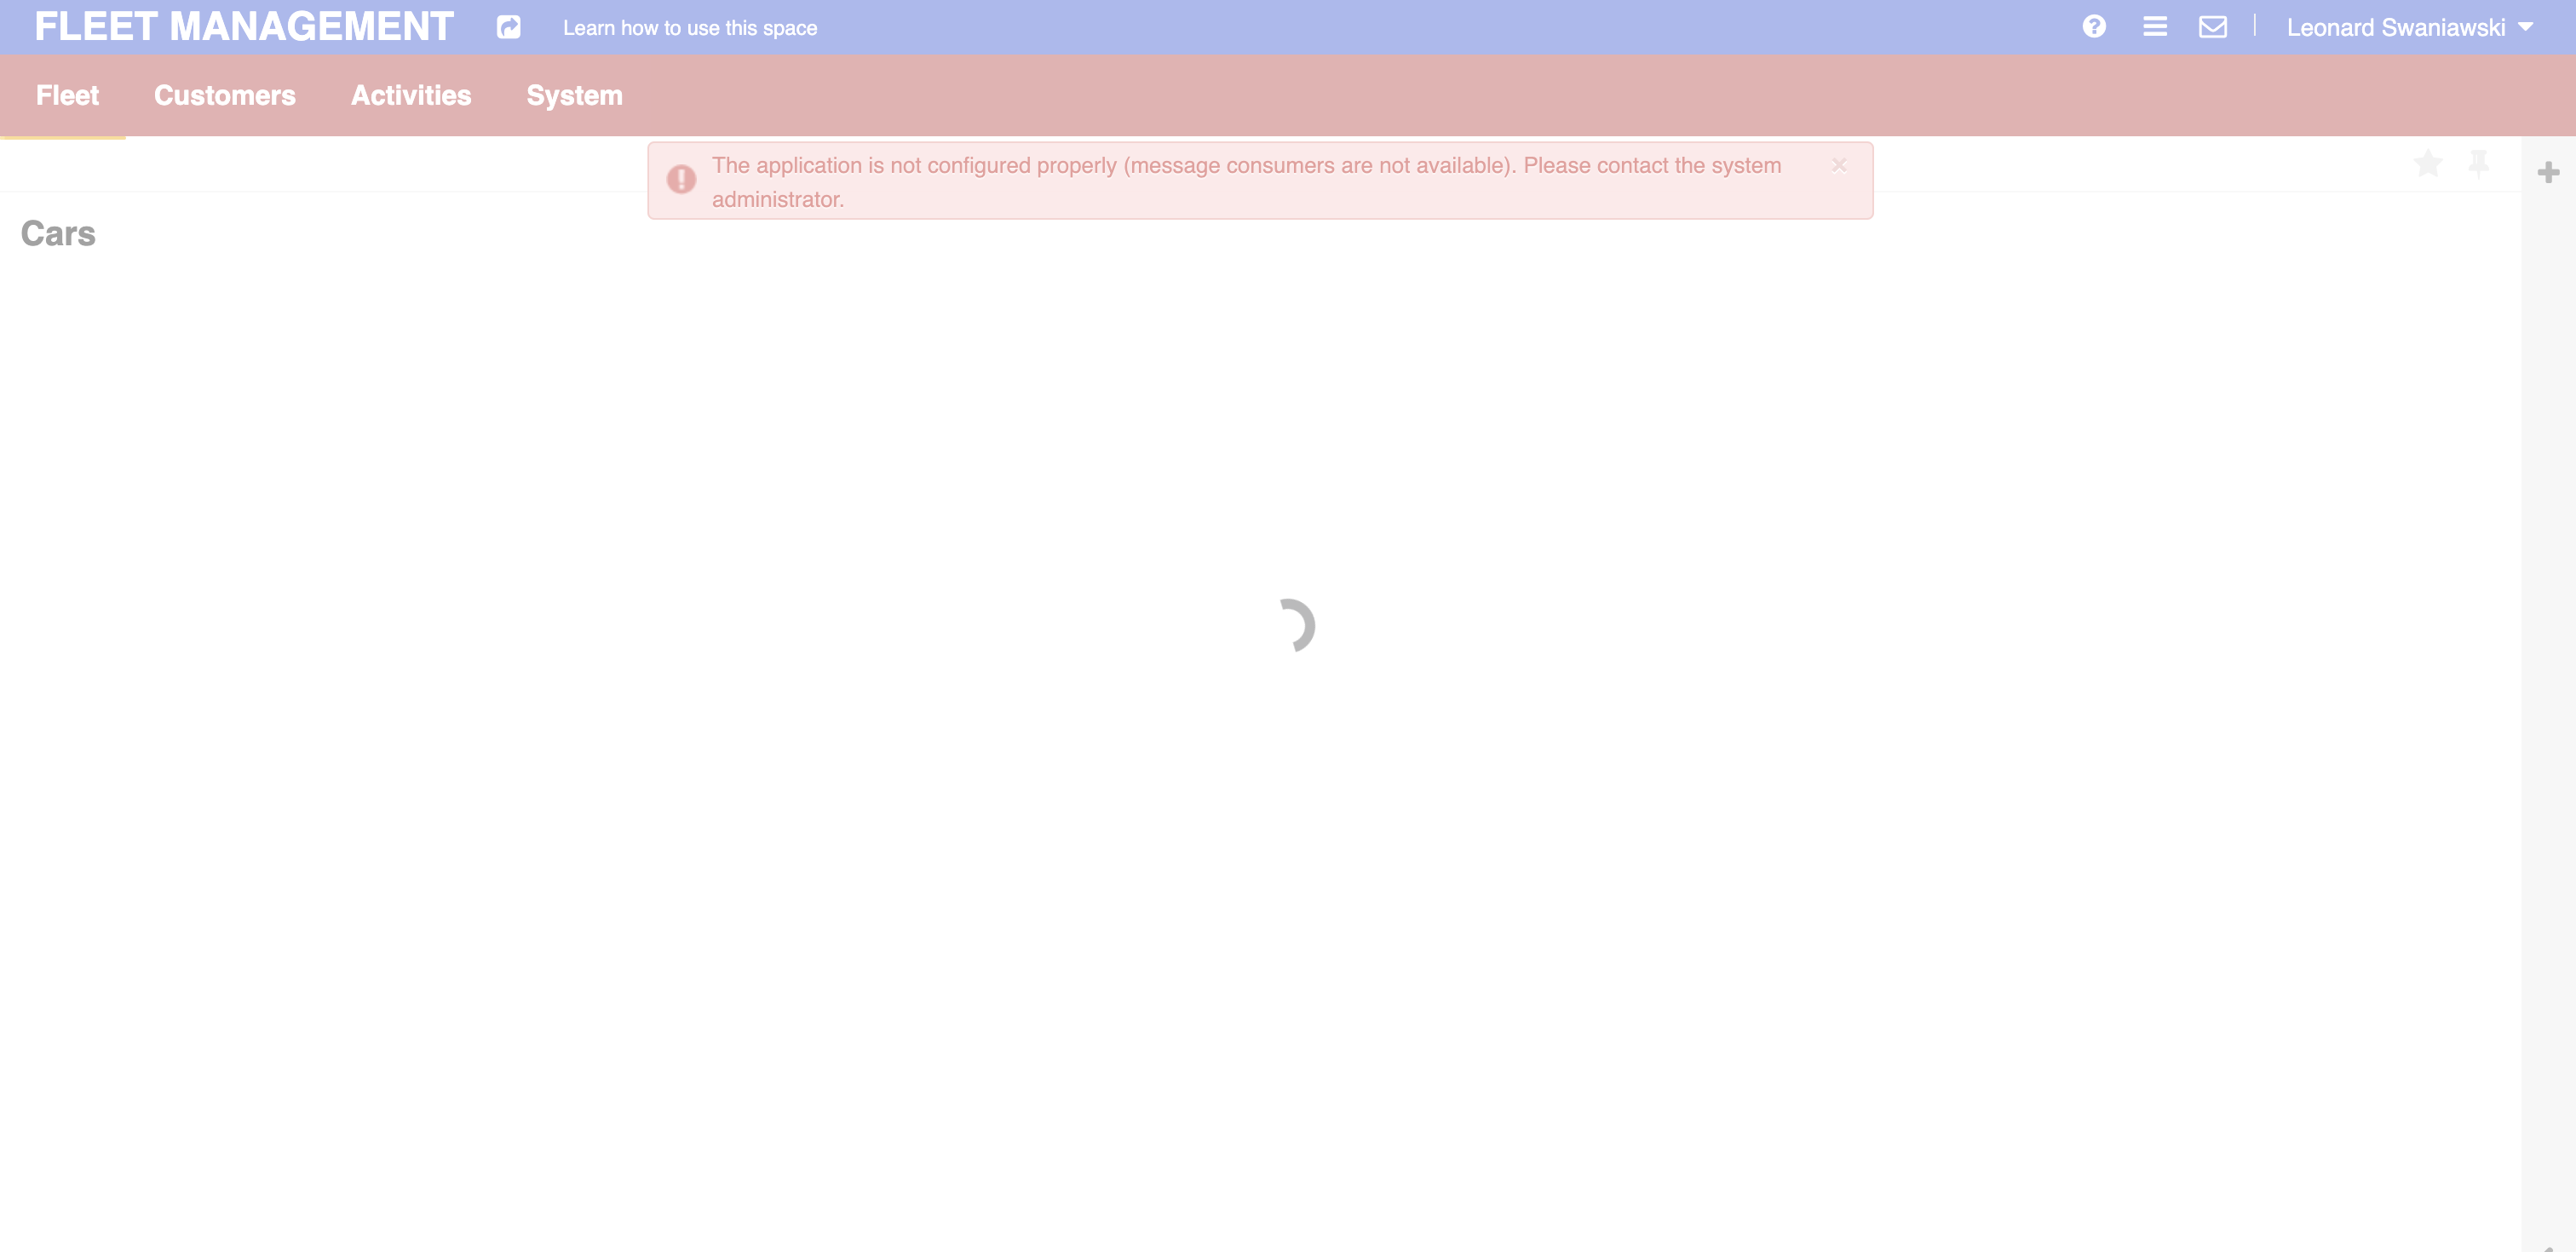 FLEET MANAGEMENT Learn how to use this space Leonard Swaniawski
Fleet Customers Activities System
The application is not configured properly (message consumers are not available). Please contact the system
administrator.
Cars